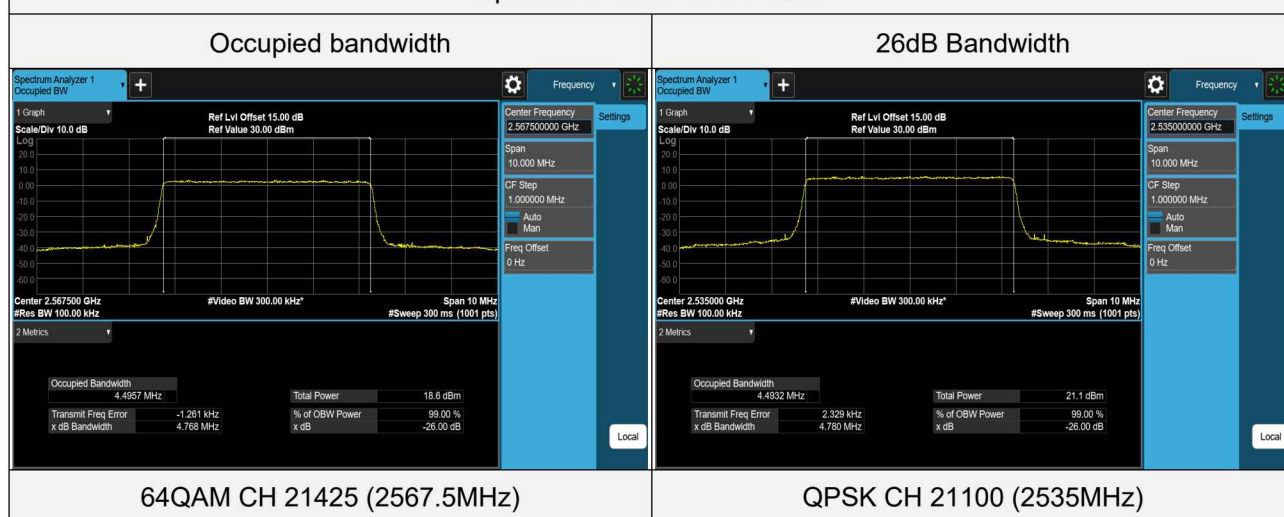 Occupied bandwidth
26dB Bandwidth
Spectrum Analyzer 1
Occupied BW
+
Frequency
1 Graph
Scale/Div 10.0 dB
Log
Ref Lvl Offset 15.00 dB
Ref Value 30.00 dBm
20.0
10.0
0.00
-10.0
-20.0
-30.0
-40.0
-50.0
-60.0
Center 2.567500 GHz
#Res BW 100.00 kHz
#Video BW 300.00 kHz*
Span 10 MHz
#Sweep 300 ms (1001 pts)
2 Metrics
Occupied Bandwidth
4.4957 MHz
Total Power 18.6 dBm
Transmit Freq Error -1.261 kHz
% of OBW Power 99.00 %
x dB Bandwidth 4.768 MHz
x dB -26.00 dB
Center Frequency
2.567500000 GHz
Settings
Span
10.000 MHz
CF Step
1.000000 MHz
Auto
Man
Freq Offset
0 Hz
Local
Spectrum Analyzer 1
Occupied BW
+
Frequency
1 Graph
Scale/Div 10.0 dB
Log
Ref Lvl Offset 15.00 dB
Ref Value 30.00 dBm
20.0
10.0
0.00
-10.0
-20.0
-30.0
-40.0
-50.0
-60.0
Center 2.535000 GHz
#Res BW 100.00 kHz
#Video BW 300.00 kHz*
Span 10 MHz
#Sweep 300 ms (1001 pts)
2 Metrics
Occupied Bandwidth
4.4932 MHz
Total Power 21.1 dBm
Transmit Freq Error 2.329 kHz
% of OBW Power 99.00 %
x dB Bandwidth 4.780 MHz
x dB -26.00 dB
Center Frequency
2.535000000 GHz
Settings
Span
10.000 MHz
CF Step
1.000000 MHz
Auto
Man
Freq Offset
0 Hz
Local
64QAM CH 21425 (2567.5MHz)
QPSK CH 21100 (2535MHz)